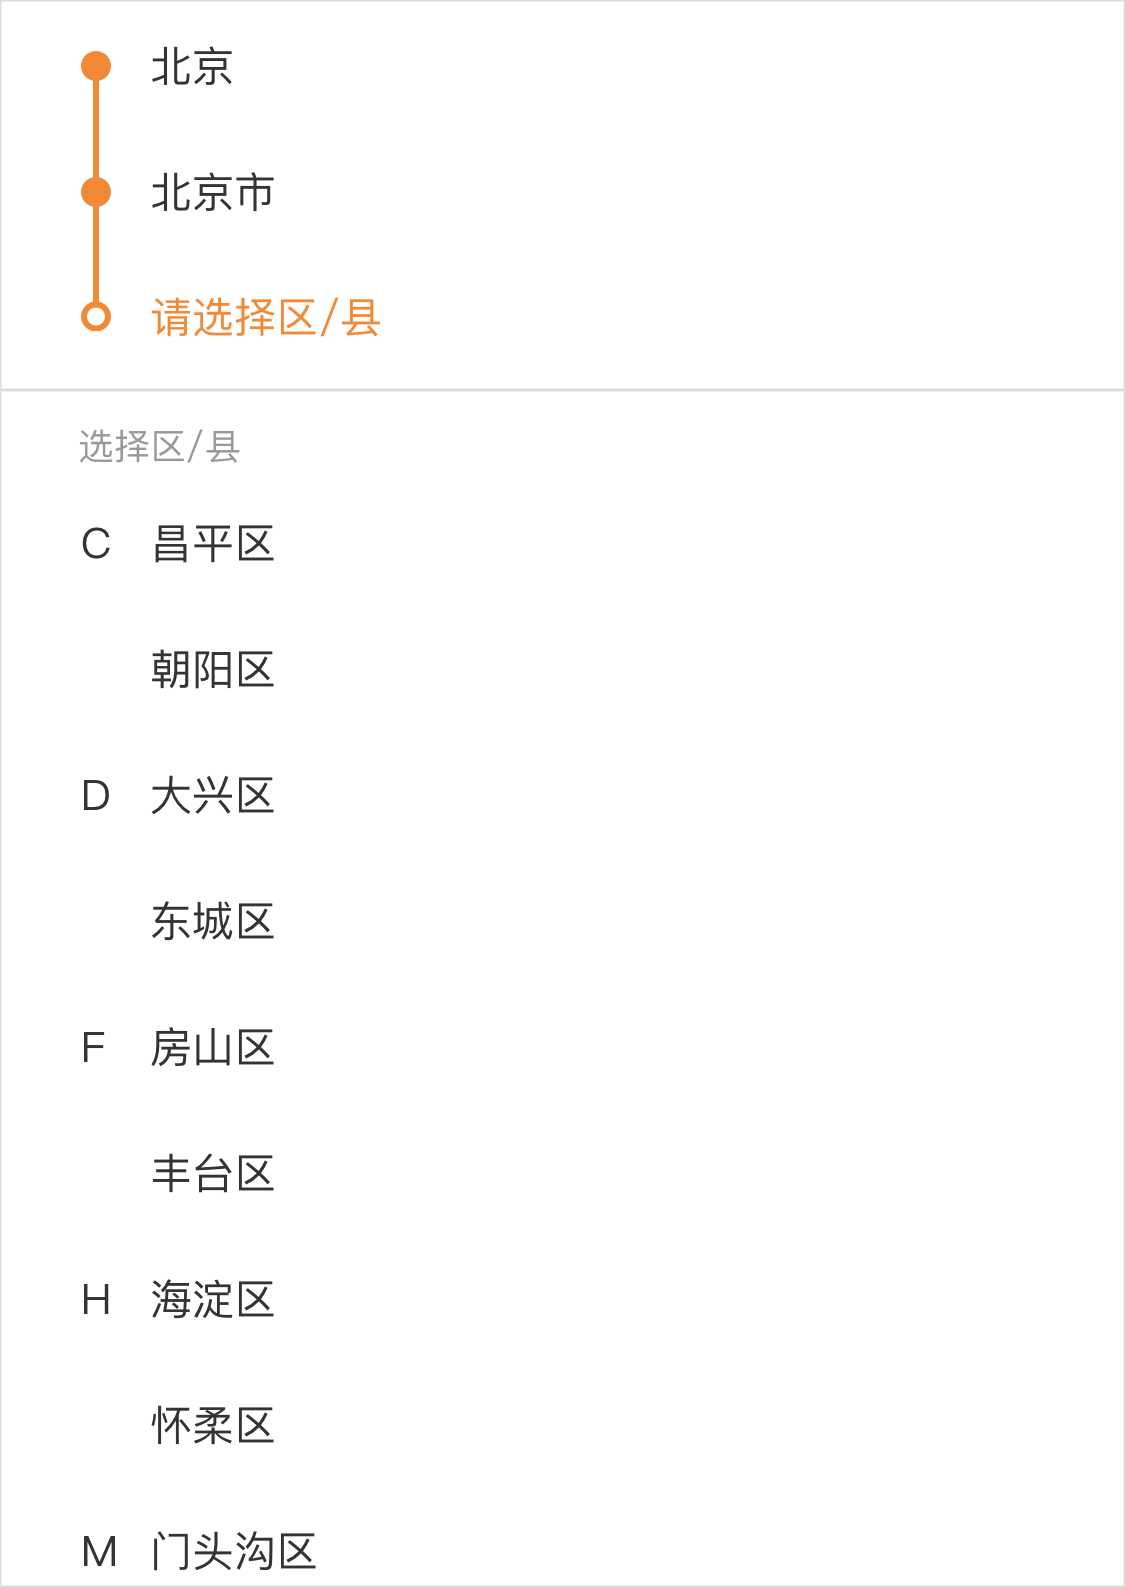 北京
北京市
请选择区/县
选择区/县
C 昌平区
朝阳区
D 大兴区
东城区
F 房山区
丰台区
H 海淀区
怀柔区
M 门头沟区